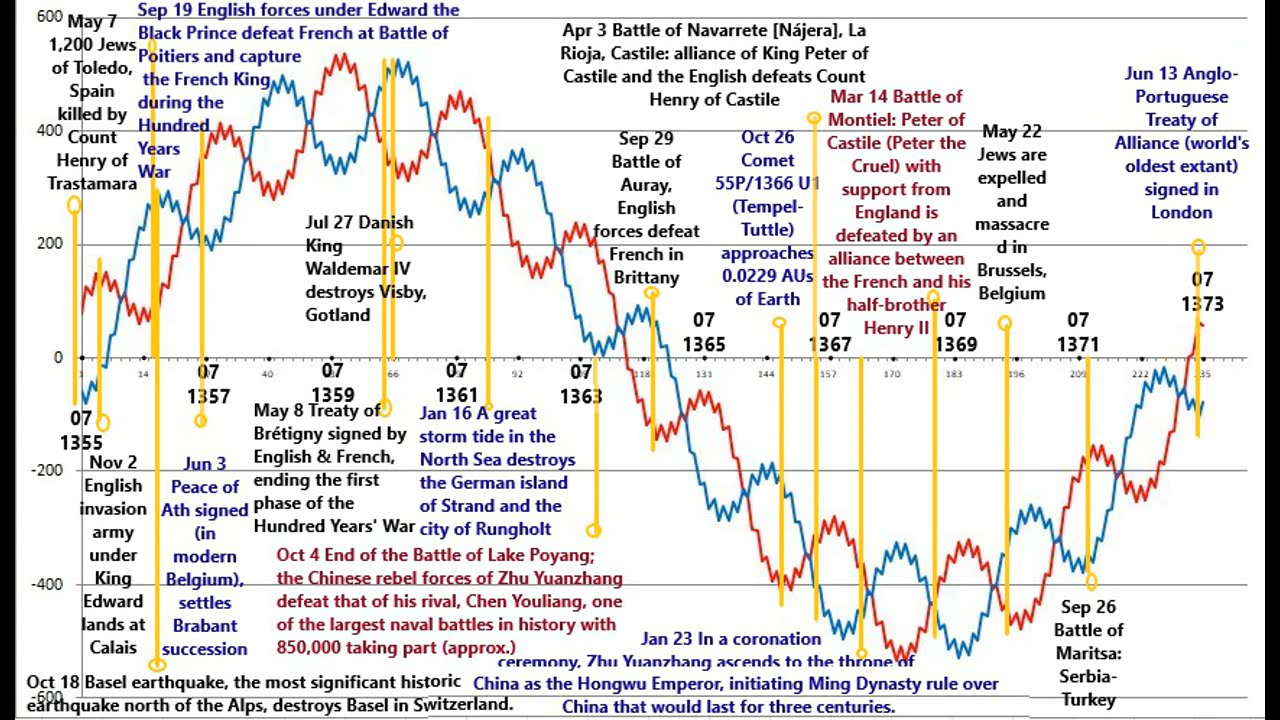 600
400
200
0
-200
-400
-600
May 7
1,200 Jews
of Toledo,
Spain
killed by
Count
Henry of
Trastamara
Sep 19 English forces under Edward the
Black Prince defeat French at Battle of
Poitiers and capture
the French King
during the
Hundred
Years
War
Apr 3 Battle of Navarrete [Nájera], La
Rioja, Castile: alliance of King Peter of
Castile and the English defeats Count
Henry of Castile
Jul 27 Danish
King
Waldemar IV
destroys Visby,
Gotland
Sep 29
Battle of
Auray,
English
forces defeat
French in
Brittany
Oct 26
Comet
55P/1366 U1
(Tempel-
Tuttle)
approaches
0.0229 AUs
of Earth
Mar 14 Battle of
Montiel: Peter of
Castile (Peter the
Cruel) with
support from
England is
defeated by an
alliance between
the French and his
half-brother
Henry II
May 22
Jews are
expelled
and
massacre
d in
Brussels,
Belgium
Jun 13 Anglo-
Portuguese
Treaty of
Alliance (world's
oldest extant)
signed in
London
07
1355
07
1357
07
1359
07
1361
07
1363
07
1365
07
1367
07
1369
07
1371
07
1373
1 14 40 66 92 118 131 144 157 170 183 196 209 222 235
Nov 2
English
invasion
army
under
King
Edward
lands at
Calais
Jun 3
Peace of
Ath signed
(in
modern
Belgium),
settles
Brabant
succession
May 8 Treaty of
Brétigny signed by
English & French,
ending the first
phase of the
Hundred Years' War
Jan 16 A great
storm tide in the
North Sea destroys
the German island
of Strand and the
city of Rungholt
Oct 4 End of the Battle of Lake Poyang;
the Chinese rebel forces of Zhu Yuanzhang
defeat that of his rival, Chen Youliang, one
of the largest naval battles in history with
850,000 taking part (approx.)
Oct 18 Basel earthquake, the most significant historic
earthquake north of the Alps, destroys Basel in Switzerland.
Jan 23 In a coronation
ceremony, Zhu Yuanzhang ascends to the throne of
China as the Hongwu Emperor, initiating Ming Dynasty rule over
China that would last for three centuries.
Sep 26
Battle of
Maritsa:
Serbia-
Turkey